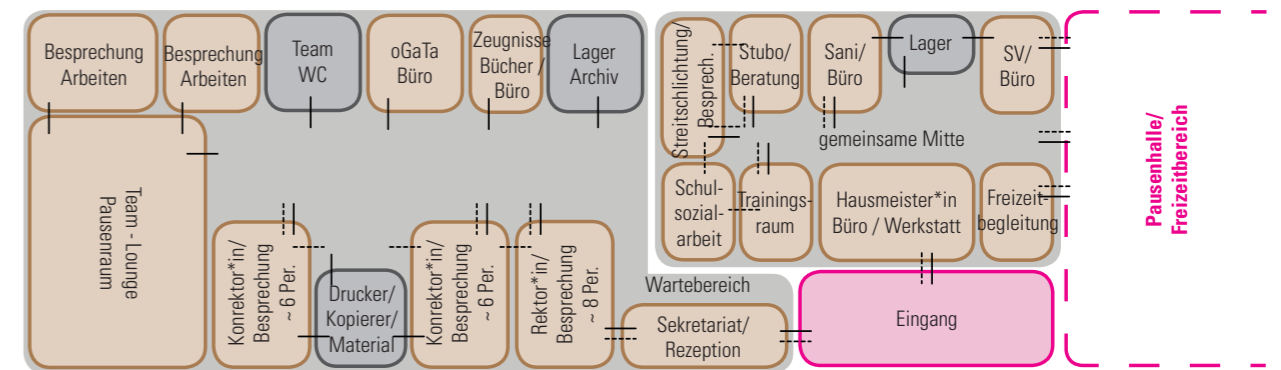 Besprechung
Arbeiten
Besprechung
Arbeiten
Team
WC
oGaTa
Büro
Zeugnisse
Bücher /
Büro
Lager
Archiv
Streitschlichtung/
Besprech.
Stubo/
Beratung
Sani/
Büro
Lager
SV/
Büro
gemeinsame Mitte
Pausenhalle/
Freizeitbereich
Team - Lounge
Pausenraum
Schul-
sozial-
arbeit
Trainings-
raum
Hausmeister*in
Büro / Werkstatt
Freizeit-
begleitung
Konrektor*in/
Besprechung
~ 6 Per.
Drucker/
Kopierer/
Material
Konrektor*in/
Besprechung
~ 6 Per.
Rektor*in/
Besprechung
~ 8 Per.
Wartebereich
Sekretariat/
Rezeption
Eingang